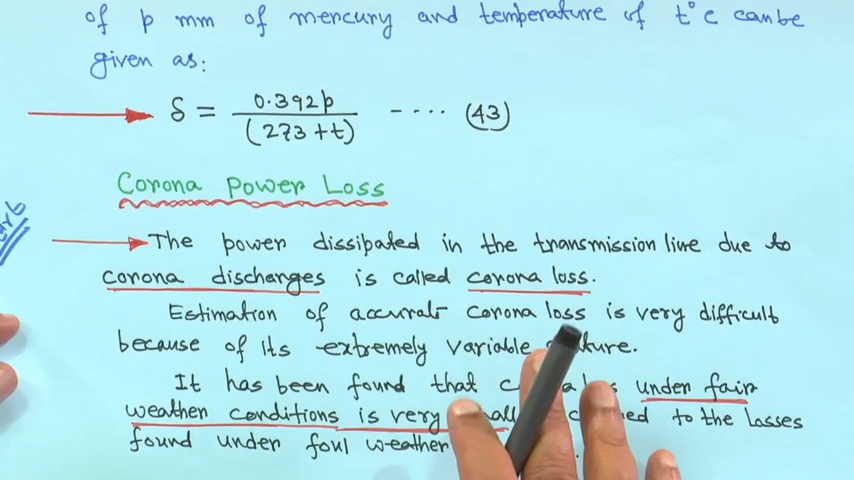 of p mm of mercury and temperature of t°c can be
given as:
δ = 0.392p / (273 + t) ---- (43)
Corona Power Loss
The power dissipated in the transmission line due to
corona discharges is called corona loss.
Estimation of accurate corona loss is very difficult
because of its extremely variable
It has been found that under fair
weather conditions is very to the losses
found under foul weather